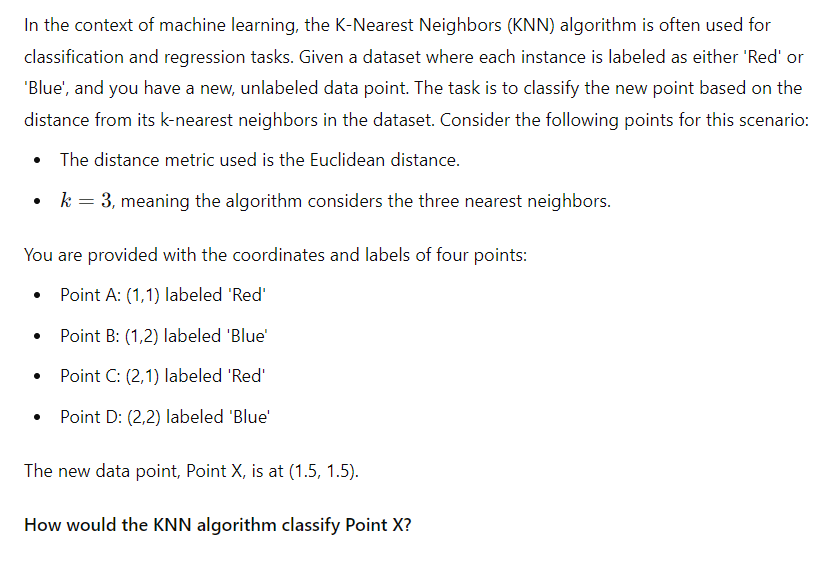 In the context of machine learning, the K-Nearest Neighbors (KNN) algorithm is often used for
classification and regression tasks. Given a dataset where each instance is labeled as either 'Red' or
'Blue', and you have a new, unlabeled data point. The task is to classify the new point based on the
distance from its k-nearest neighbors in the dataset. Consider the following points for this scenario:
• The distance metric used is the Euclidean distance.
• k = 3, meaning the algorithm considers the three nearest neighbors.
You are provided with the coordinates and labels of four points:
• Point A: (1,1) labeled 'Red'
• Point B: (1,2) labeled 'Blue'
• Point C: (2,1) labeled 'Red'
• Point D: (2,2) labeled 'Blue'
The new data point, Point X, is at (1.5, 1.5).
How would the KNN algorithm classify Point X?